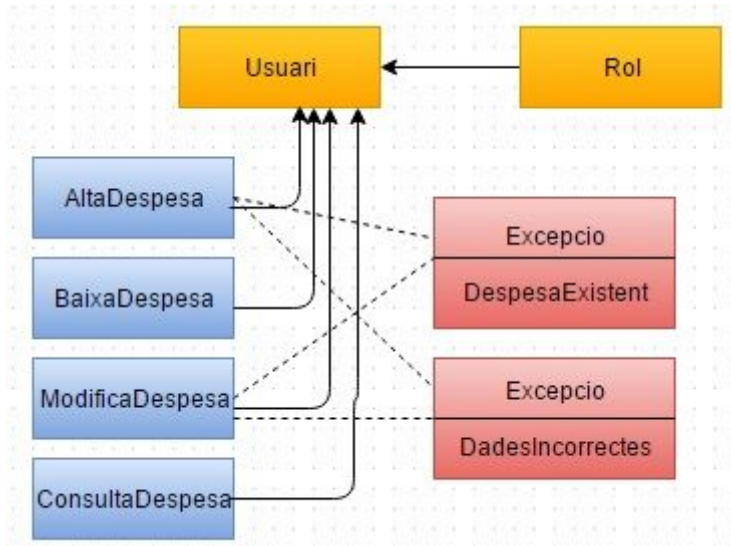 Usuari
Rol
AltaDespesa
Excepcio
DespesaExistent
BaixaDespesa
ModificaDespesa
Excepcio
DadesIncorrectes
ConsultaDespesa